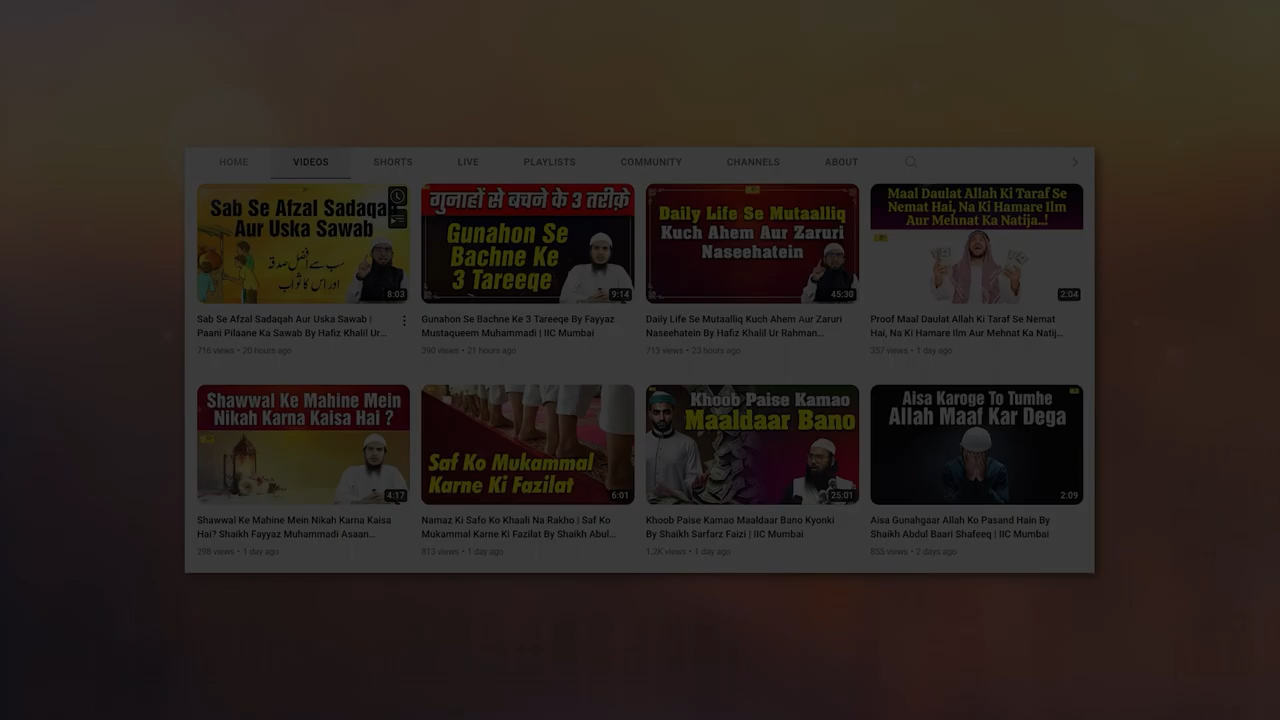 HOME VIDEOS SHORTS LIVE PLAYLISTS COMMUNITY CHANNELS ABOUT
Sab Se Afzal Sadaqa
Aur Uska Sawab
سب سے افضل صدقہ
اور اس کا ثواب
8:03
गुनाहों से बचने के 3 तरीक़े
Gunahon Se
Bachne Ke
3 Tareeqe
9:14
Daily Life Se Mutaalliq
Kuch Ahem Aur Zaruri
Naseehatein
45:30
Maal Daulat Allah Ki Taraf Se
Nemat Hai, Na Ki Hamare Ilm
Aur Mehnat Ka Natija..!
2:04
Sab Se Afzal Sadaqah Aur Uska Sawab |
Paani Pilaane Ka Sawab By Hafiz Khalil Ur...
716 views • 20 hours ago
Gunahon Se Bachne Ke 3 Tareeqe By Fayyaz
Mustaqueem Muhammadi | IIC Mumbai
390 views • 21 hours ago
Daily Life Se Mutaalliq Kuch Ahem Aur Zaruri
Naseehatein By Hafiz Khalil Ur Rahman...
713 views • 23 hours ago
Proof Maal Daulat Allah Ki Taraf Se Nemat
Hai, Na Ki Hamare Ilm Aur Mehnat Ka Natij...
357 views • 1 day ago
Shawwal Ke Mahine Mein
Nikah Karna Kaisa Hai ?
4:17
Saf Ko Mukammal
Karne Ki Fazilat
6:01
Khoob Paise Kamao
Maaldaar Bano
25:01
Aisa Karoge To Tumhe
Allah Maaf Kar Dega
2:09
Shawwal Ke Mahine Mein Nikah Karna Kaisa
Hai? Shaikh Fayyaz Muhammadi Asaan...
298 views • 1 day ago
Namaz Ki Safo Ko Khaali Na Rakho | Saf Ko
Mukammal Karne Ki Fazilat By Shaikh Abul...
813 views • 1 day ago
Khoob Paise Kamao Maaldaar Bano Kyonki
By Shaikh Sarfarz Faizi | IIC Mumbai
1.2K views • 1 day ago
Aisa Gunahgaar Allah Ko Pasand Hain By
Shaikh Abdul Baari Shafeeq | IIC Mumbai
855 views • 2 days ago